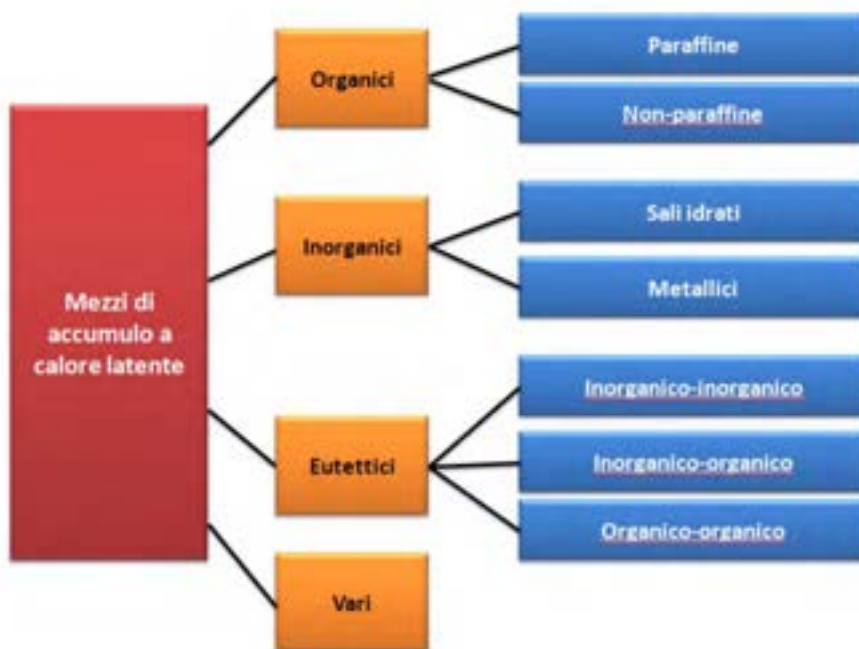 Mezzi di
accumulo a
calore latente
Organici
Paraffine
Non-paraffine
Inorganici
Sali idrati
Metallici
Eutettici
Inorganico-inorganico
Inorganico-organico
Organico-organico
Vari